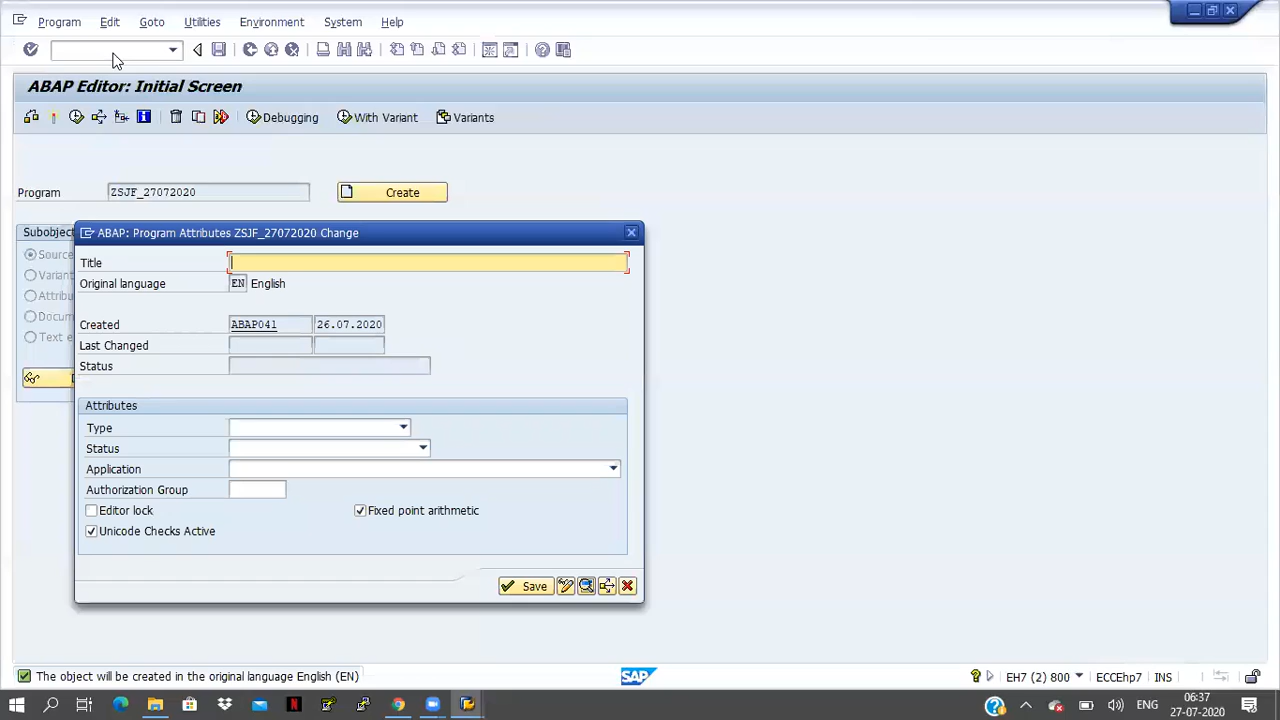 Program Edit Goto Utilities Environment System Help
ABAP Editor: Initial Screen
Debugging With Variant Variants
Program ZSJF_27072020 Create
Subobject
Source
Variant
Attribu
Docum
Text e
ABAP: Program Attributes ZSJF_27072020 Change
Title
Original language EN English
Created ABAP041 26.07.2020
Last Changed
Status
Attributes
Type
Status
Application
Authorization Group
Editor lock Fixed point arithmetic
Unicode Checks Active
Save
The object will be created in the original language English (EN) SAP EH7 (2) 800 ECCEhp7 INS
ENG 06:37
27-07-2020